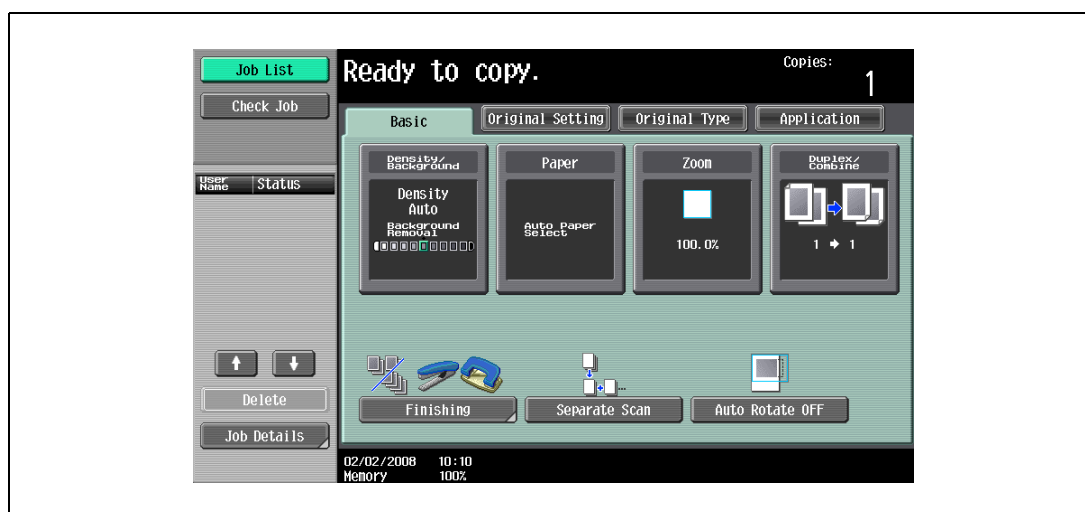 Job List
Check Job
User Name
Status
Delete
Job Details
Ready to copy.
Copies:
1
Basic
Original Setting
Original Type
Application
Density/
Background
Density
Auto
Background
Removal
Paper
Auto Paper
Select
Zoom
100.0%
Duplex/
Combine
1 → 1
Finishing
Separate Scan
Auto Rotate OFF
02/02/2008 10:10
Memory 100%